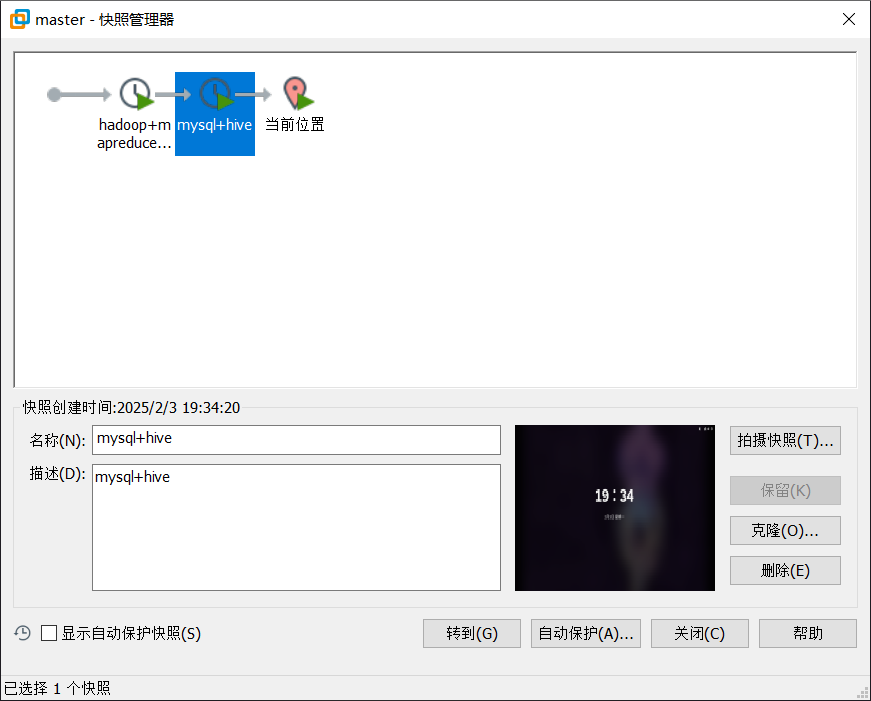 master - 快照管理器
hadoop+m
apreduce...
mysql+hive
当前位置
快照创建时间:2025/2/3 19:34:20
名称(N):
mysql+hive
描述(D):
mysql+hive
19:34
拍摄快照(T)...
保留(K)
克隆(O)...
删除(E)
显示自动保护快照(S)
转到(G)
自动保护(A)...
关闭(C)
帮助
已选择 1 个快照